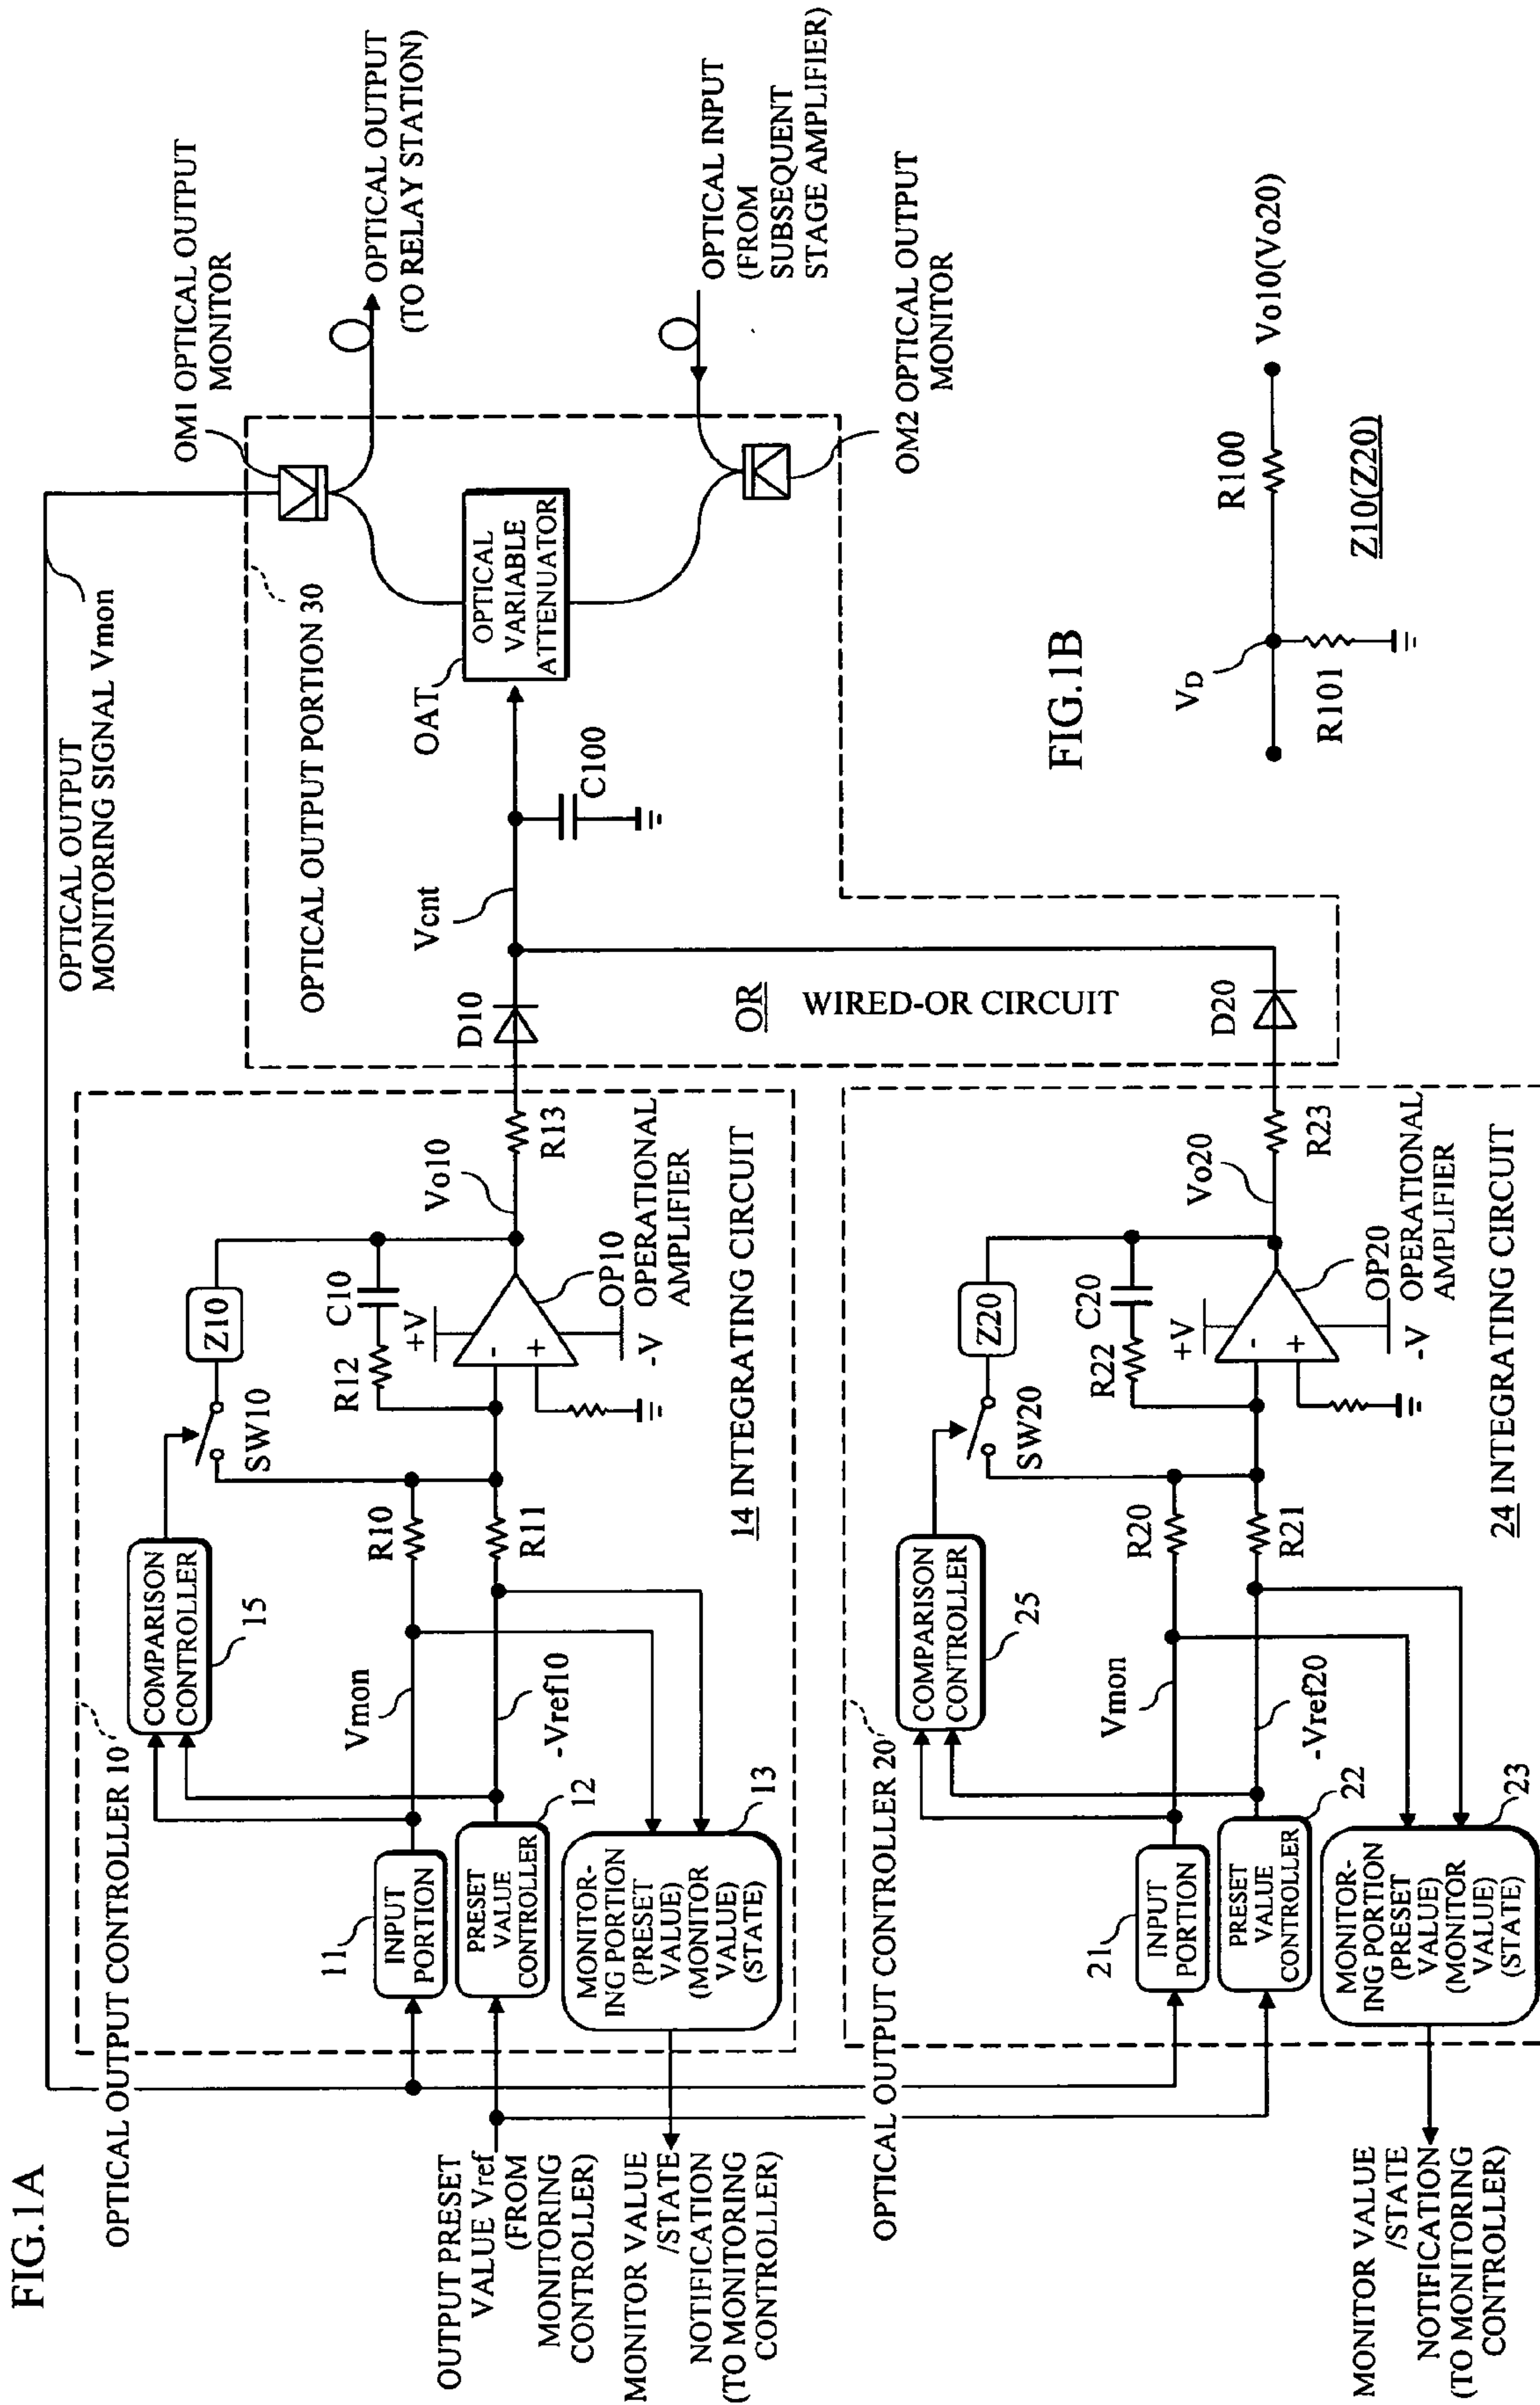 FIG.1A
OPTICAL OUTPUT
MONITORING SIGNAL Vmon
OM1 OPTICAL OUTPUT
MONITOR
OPTICAL OUTPUT
(TO RELAY STATION)
OPTICAL INPUT
(FROM
SUBSEQUENT
STAGE AMPLIFIER)
OM2 OPTICAL OUTPUT
MONITOR
OPTICAL OUTPUT PORTION 30
OPTICAL
VARIABLE
ATTENUATOR
OAT
C100
Vcnt
D10
OR
WIRED-OR CIRCUIT
D20
OPTICAL OUTPUT CONTROLLER 10
COMPARISON
CONTROLLER
15
SW10
Z10
R12
C10
+V
-
+
-V
OP10
OPERATIONAL
AMPLIFIER
Vo10
R13
R10
R11
Vmon
-Vref10
11
INPUT
PORTION
12
PRESET
VALUE
CONTROLLER
13
MONITOR-
ING PORTION
(PRESET
VALUE)
(MONITOR
VALUE)
(STATE)
14 INTEGRATING CIRCUIT
OUTPUT PRESET
VALUE Vref
(FROM
MONITORING
CONTROLLER)
MONITOR VALUE
/STATE
NOTIFICATION
(TO MONITORING
CONTROLLER)
OPTICAL OUTPUT CONTROLLER 20
COMPARISON
CONTROLLER
25
SW20
Z20
R22
C20
+V
-
+
-V
OP20
OPERATIONAL
AMPLIFIER
Vo20
R23
R20
R21
Vmon
-Vref20
21
INPUT
PORTION
22
PRESET
VALUE
CONTROLLER
23
MONITOR-
ING PORTION
(PRESET
VALUE)
(MONITOR
VALUE)
(STATE)
24 INTEGRATING CIRCUIT
MONITOR VALUE
/STATE
NOTIFICATION
(TO MONITORING
CONTROLLER)
FIG.1B
VD
R101
R100
Vo10(Vo20)
Z10(Z20)